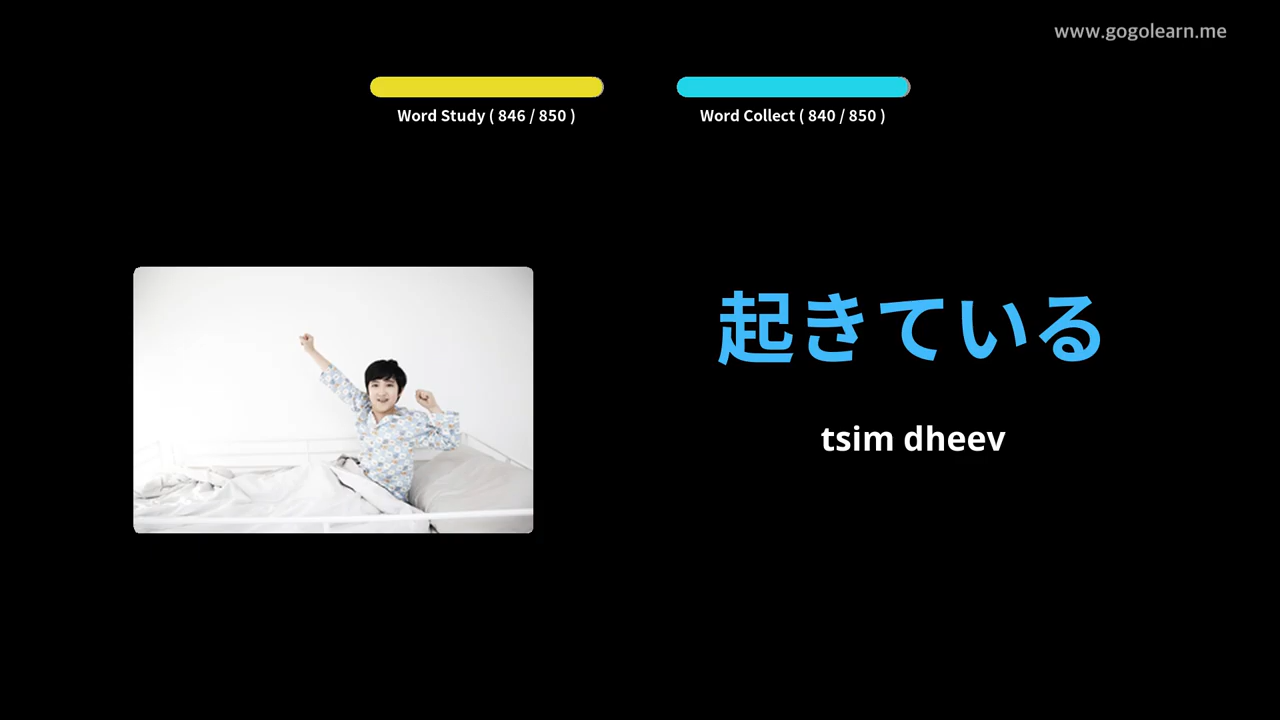 www.gogolearn.me
Word Study ( 846 / 850 )
Word Collect ( 840 / 850 )
起きている
tsim dheev